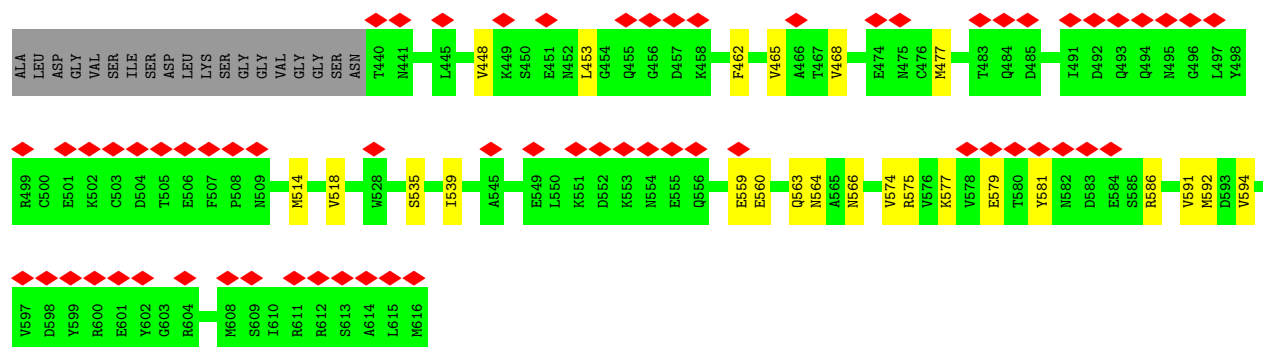 ALA LEU ASP GLY VAL SER ILE SER ASP LEU LYS SER GLY GLY VAL GLY GLY SER ASN T440 N441 L445 V448 K449 S450 E451 N452 L453 G454 Q455 G456 D457 K458 F462 V465 A466 T467 V468 E474 N475 C476 M477 T483 Q484 D485 I491 D492 Q493 Q494 N495 G496 L497 Y498
R499 C500 E501 K502 C503 D504 T505 E506 F507 P508 N509 M514 V518 W528 S535 I539 A545 E549 L550 K551 D552 K553 N554 E555 Q556 E559 E560 Q563 N564 A565 N566 V574 R575 V576 K577 V578 E579 T580 Y581 N582 D583 E584 S585 R586 V591 M592 D593 V594
V597 D598 Y599 R600 E601 Y602 G603 R604 M608 S609 I610 R611 R612 S613 A614 L615 M616